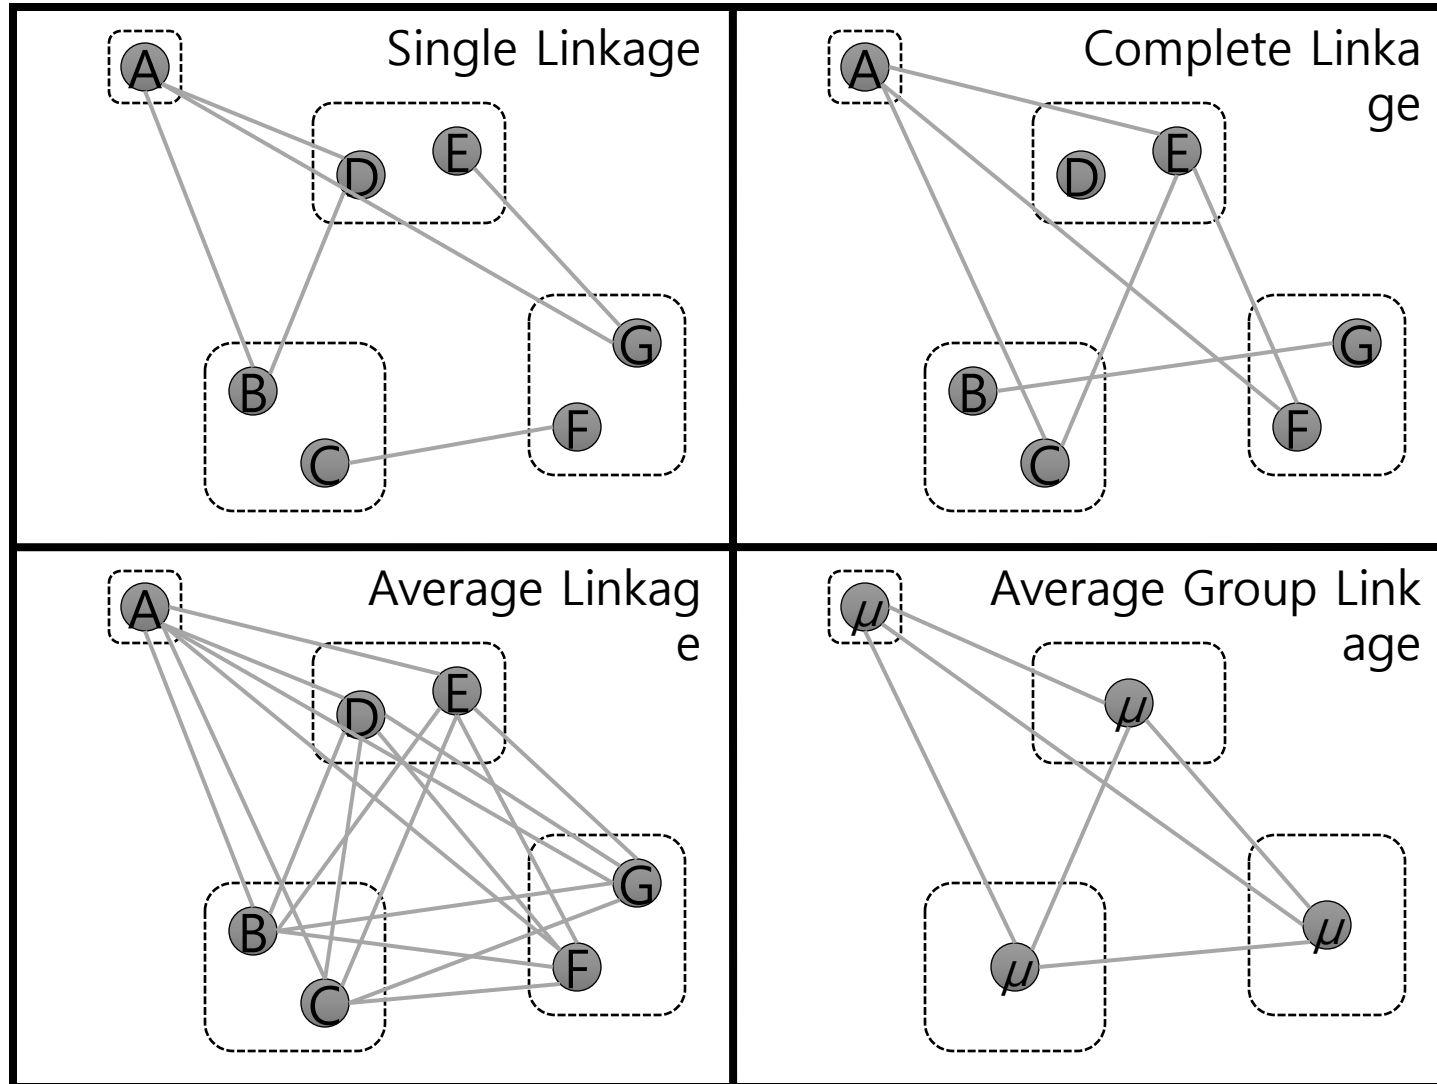 Single Linkage
A
E
D
G
B
F
C
Complete Linka
ge
A
E
D
G
B
F
C
Average Linkag
e
A
E
D
G
B
F
C
Average Group Link
age
μ
μ
μ
μ